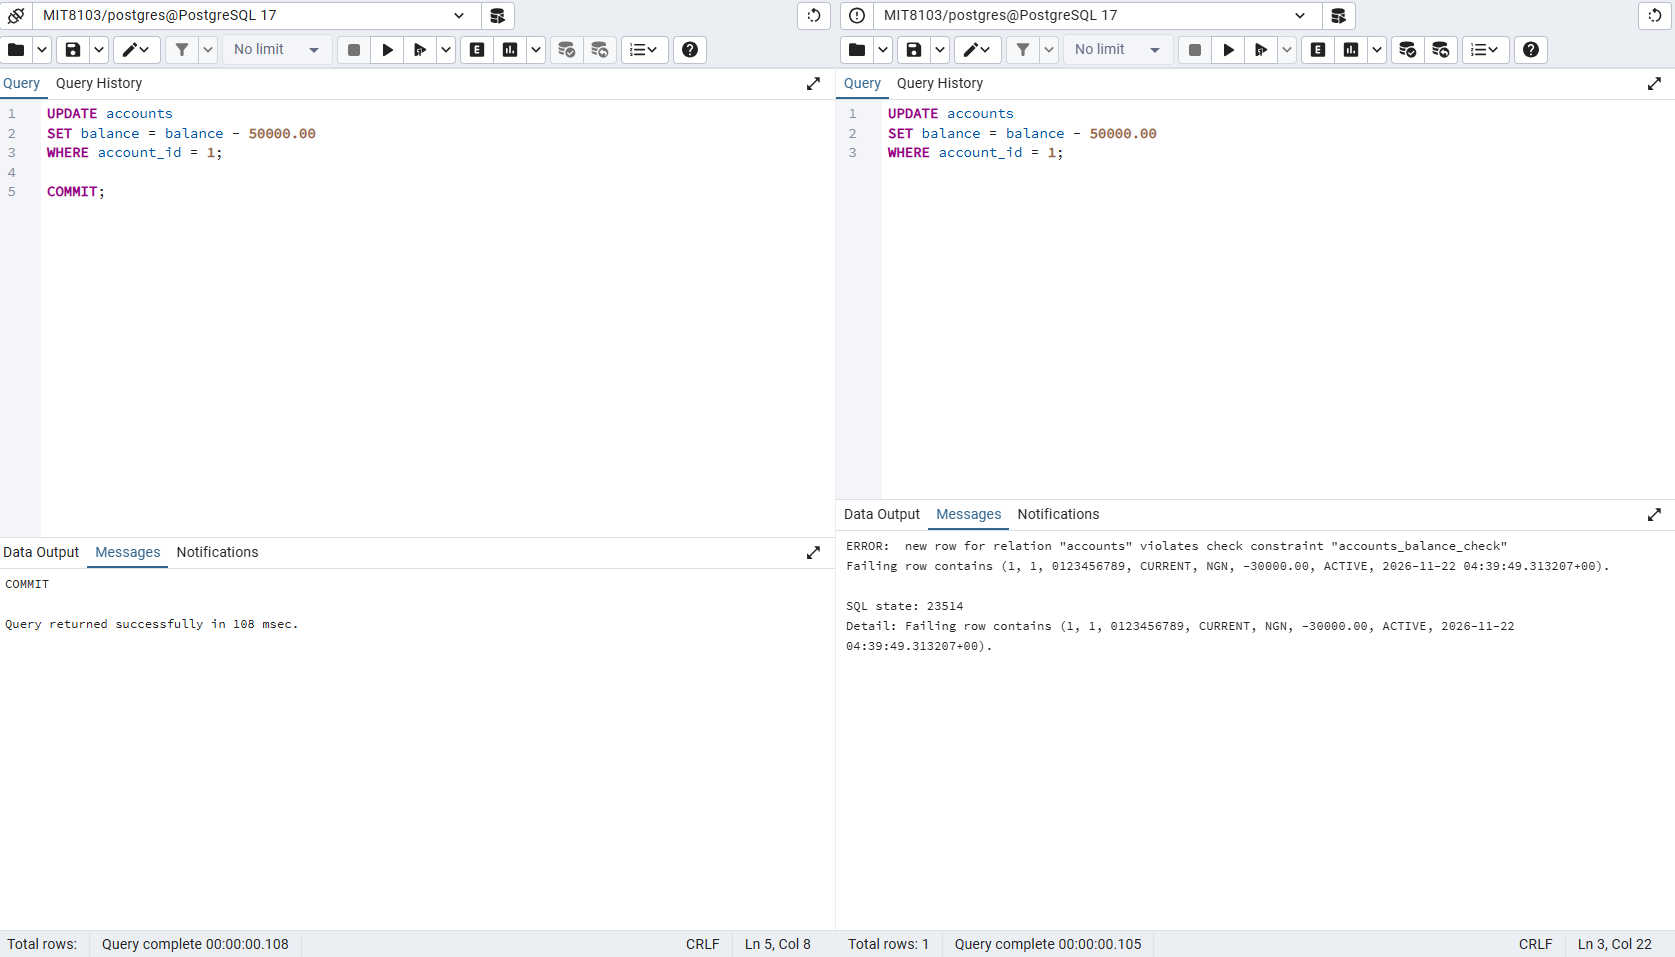 MIT8103/postgres@PostgreSQL 17
No limit
E
Query Query History
1 UPDATE accounts
2 SET balance = balance - 50000.00
3 WHERE account_id = 1;
4
5 COMMIT;
Data Output Messages Notifications
COMMIT
Query returned successfully in 108 msec.
Total rows: Query complete 00:00:00.108 CRLF Ln 5, Col 8
MIT8103/postgres@PostgreSQL 17
No limit
E
Query Query History
1 UPDATE accounts
2 SET balance = balance - 50000.00
3 WHERE account_id = 1;
Data Output Messages Notifications
ERROR:  new row for relation "accounts" violates check constraint "accounts_balance_check"
Failing row contains (1, 1, 0123456789, CURRENT, NGN, -30000.00, ACTIVE, 2026-11-22 04:39:49.313207+00).
SQL state: 23514
Detail: Failing row contains (1, 1, 0123456789, CURRENT, NGN, -30000.00, ACTIVE, 2026-11-22
04:39:49.313207+00).
Total rows: 1 Query complete 00:00:00.105 CRLF Ln 3, Col 22